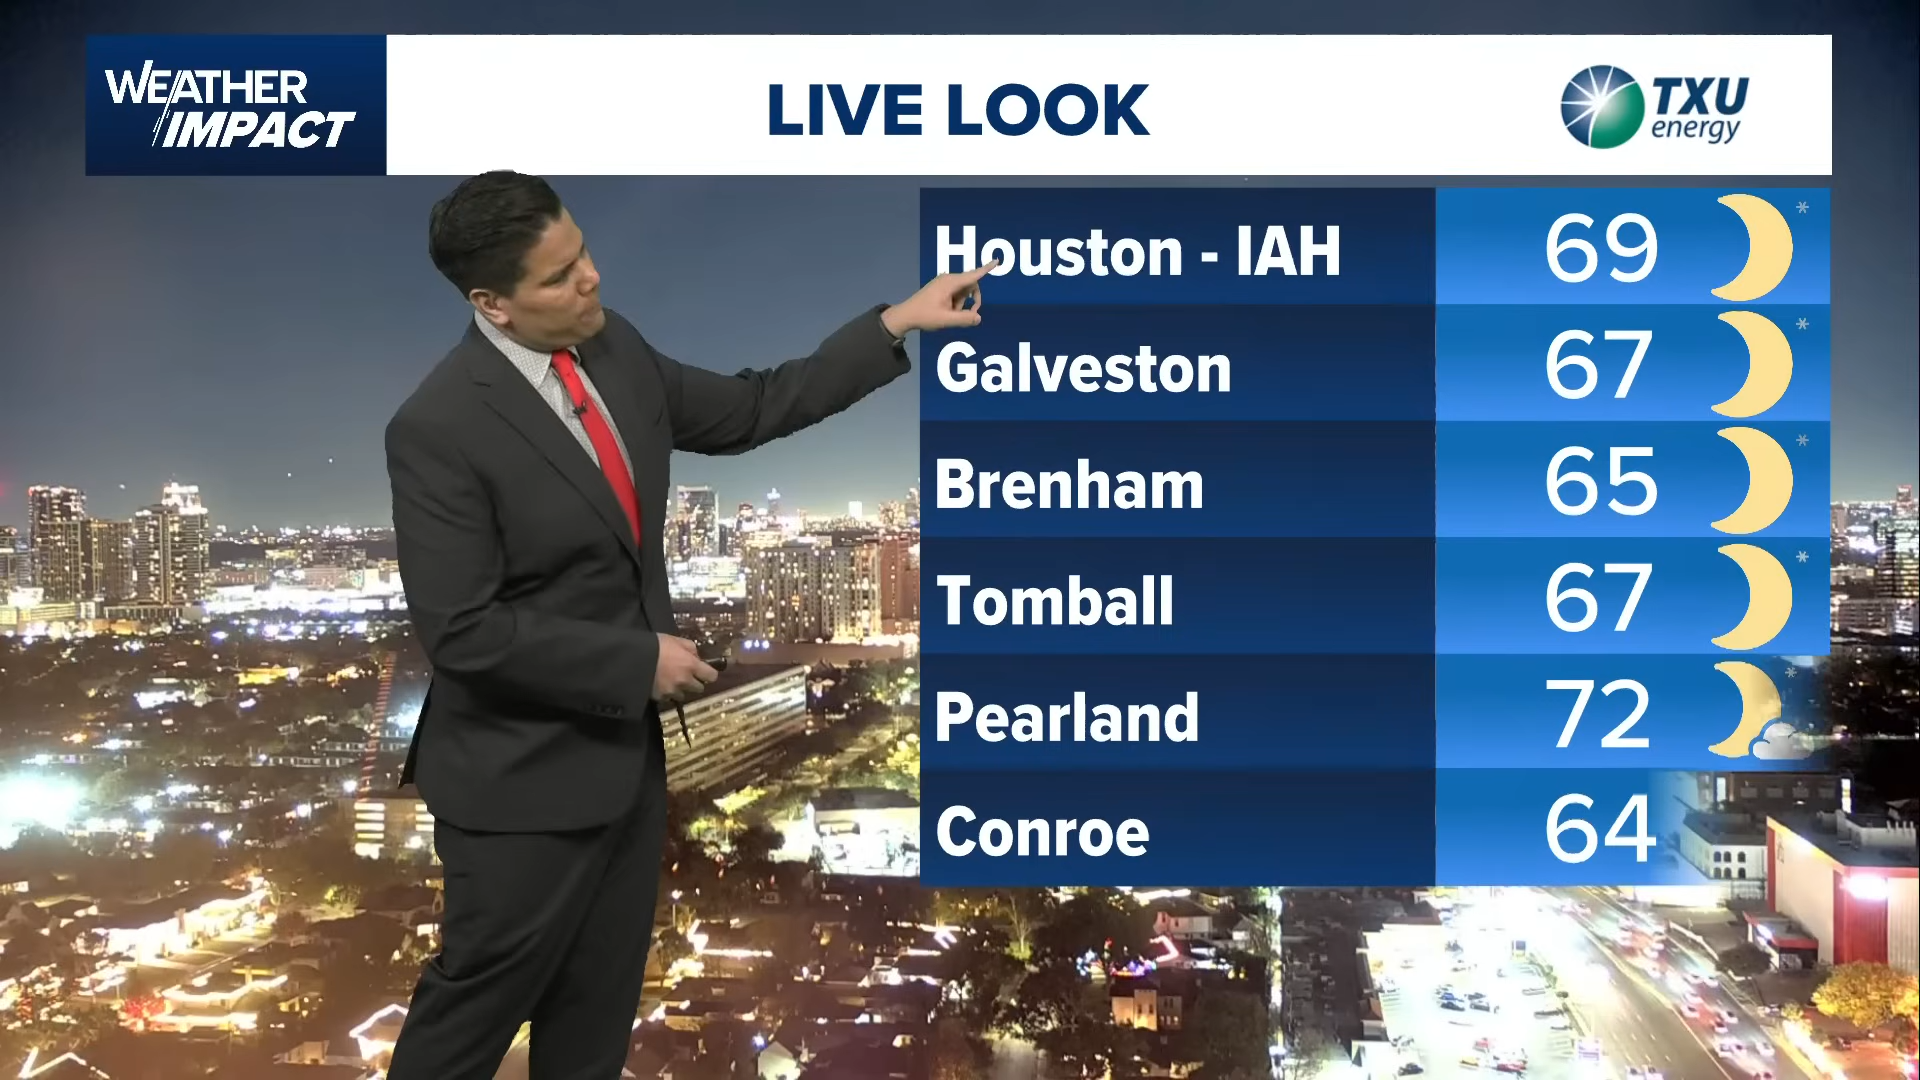 WEATHER
IMPACT
LIVE LOOK
TXU
energy
Houston - IAH 69
Galveston 67
Brenham 65
Tomball 67
Pearland 72
Conroe 64